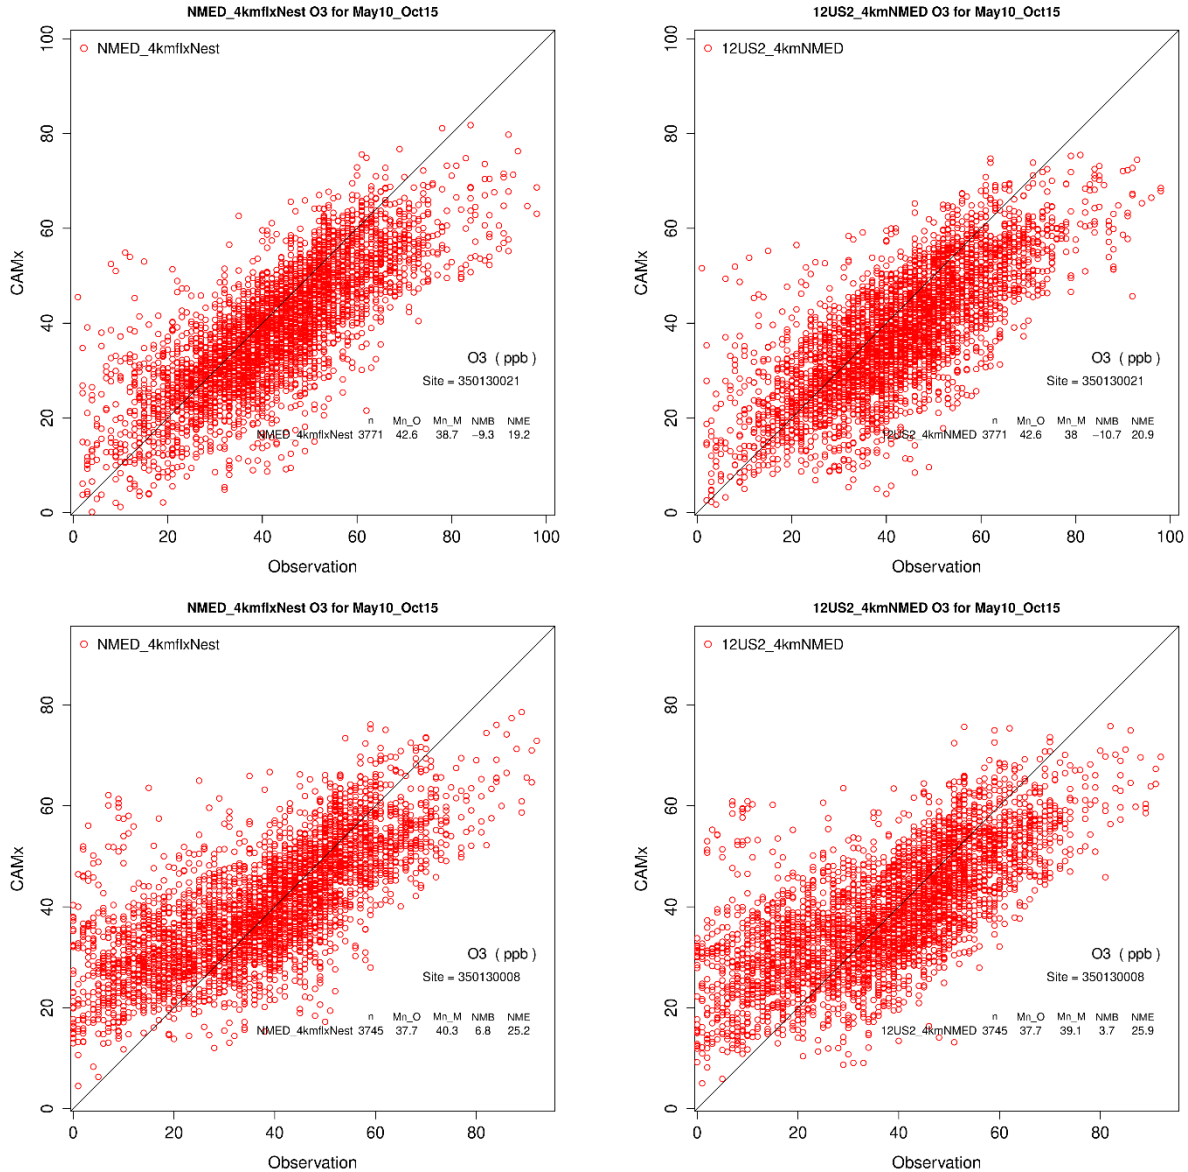 NMED_4kmflxNest O3 for May10_Oct15
NMED_4kmflxNest
100
80
60
40
20
0
CAMx
O3 ( ppb )
Site = 350130021
n Mn_O Mn_M NMB NME
NMED_4kmflxNest 3771 42.6 38.7 −9.3 19.2
0 20 40 60 80 100
Observation
12US2_4kmNMED O3 for May10_Oct15
12US2_4kmNMED
100
80
60
40
20
0
CAMx
O3 ( ppb )
Site = 350130021
n Mn_O Mn_M NMB NME
12US2_4kmNMED 3771 42.6 38 −10.7 20.9
0 20 40 60 80 100
Observation
NMED_4kmflxNest O3 for May10_Oct15
NMED_4kmflxNest
80
60
40
20
0
CAMx
O3 ( ppb )
Site = 350130008
n Mn_O Mn_M NMB NME
NMED_4kmflxNest 3745 37.7 40.3 6.8 25.2
0 20 40 60 80
Observation
12US2_4kmNMED O3 for May10_Oct15
12US2_4kmNMED
80
60
40
20
0
CAMx
O3 ( ppb )
Site = 350130008
n Mn_O Mn_M NMB NME
12US2_4kmNMED 3745 37.7 39.1 3.7 25.9
0 20 40 60 80
Observation